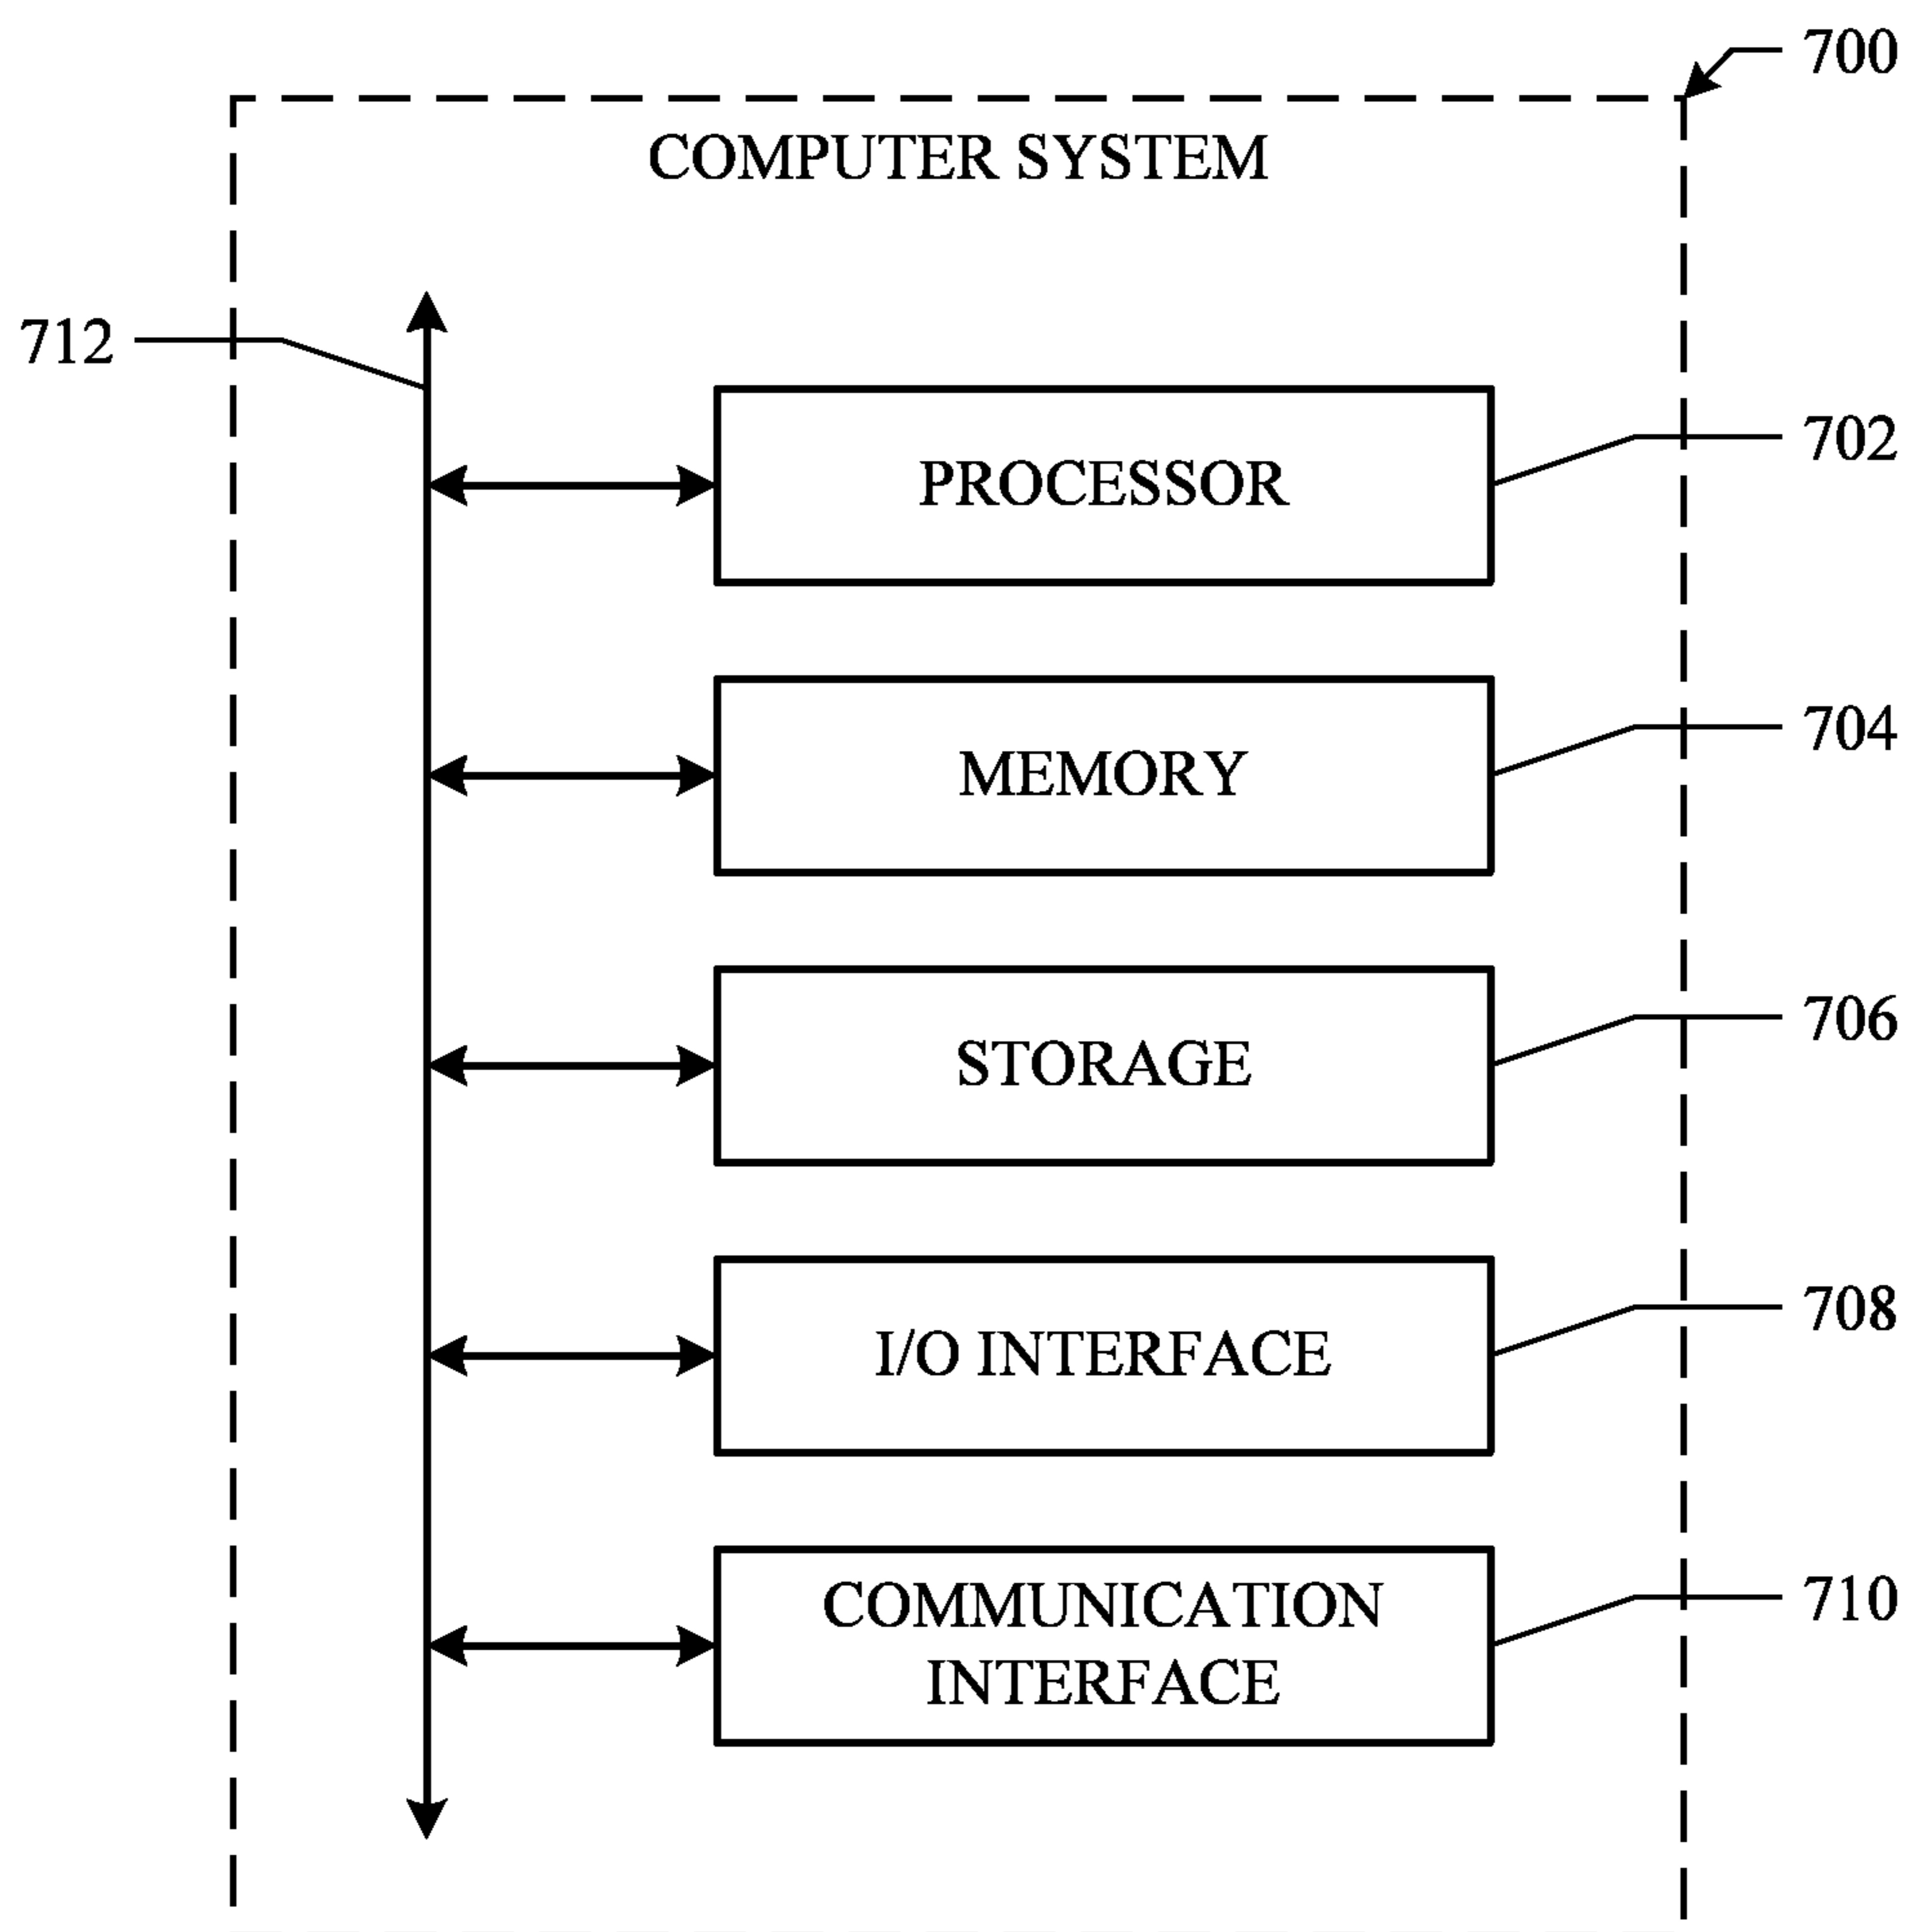 700
COMPUTER SYSTEM
712
702
PROCESSOR
704
MEMORY
706
STORAGE
708
I/O INTERFACE
710
COMMUNICATION
INTERFACE